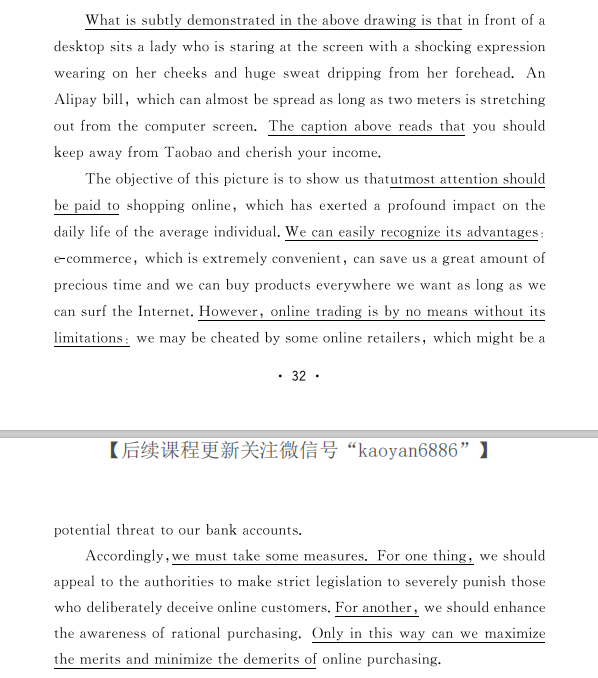 What is subtly demonstrated in the above drawing is that in front of a
desktop sits a lady who is staring at the screen with a shocking expression
wearing on her cheeks and huge sweat dripping from her forehead. An
Alipay bill, which can almost be spread as long as two meters is stretching
out from the computer screen. The caption above reads that you should
keep away from Taobao and cherish your income.
The objective of this picture is to show us thatutmost attention should
be paid to shopping online, which has exerted a profound impact on the
daily life of the average individual. We can easily recognize its advantages:
e-commerce, which is extremely convenient, can save us a great amount of
precious time and we can buy products everywhere we want as long as we
can surf the Internet. However, online trading is by no means without its
limitations: we may be cheated by some online retailers, which might be a
· 32 ·
【后续课程更新关注微信号“kaoyan6886”】
potential threat to our bank accounts.
Accordingly,we must take some measures. For one thing, we should
appeal to the authorities to make strict legislation to severely punish those
who deliberately deceive online customers. For another, we should enhance
the awareness of rational purchasing. Only in this way can we maximize
the merits and minimize the demerits of online purchasing.